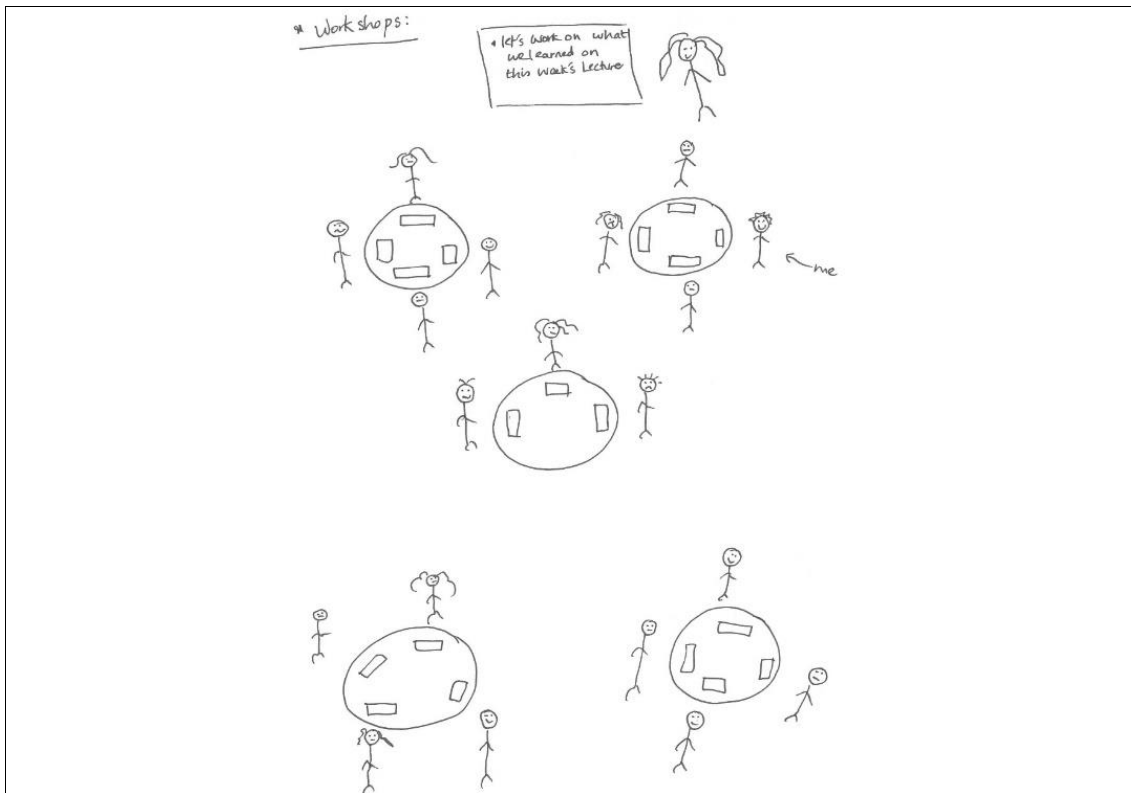 * Workshops:
* let's work on what
we learned on
this week's Lecture
me